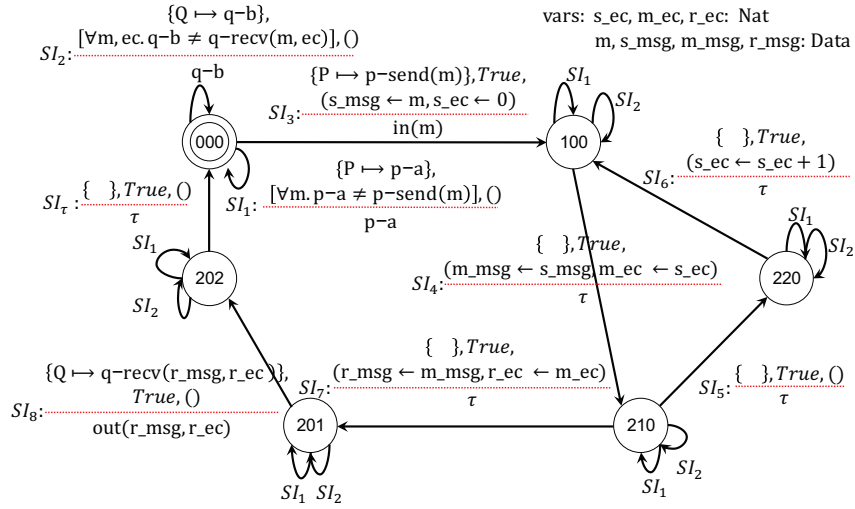 {Q ↦ q−b},
[∀m, ec. q−b ≠ q−recv(m, ec)], ()
SI₂:
q−b
vars: s_ec, m_ec, r_ec: Nat
m, s_msg, m_msg, r_msg: Data
{P ↦ p−send(m)}, True,
(s_msg ← m, s_ec ← 0)
SI₃:
in(m)
SI₁
SI₂
000
100
{ }, True,
(s_ec ← s_ec + 1)
SI₆:
τ
{P ↦ p−a},
[∀m. p−a ≠ p−send(m)], ()
SI₁:
p−a
{ }, True, ()
SI_τ:
τ
SI₁
SI₂
202
{ }, True,
(m_msg ← s_msg, m_ec ← s_ec)
SI₄:
τ
SI₁
SI₂
220
{Q ↦ q−recv(r_msg, r_ec)},
True, ()
SI₈:
out(r_msg, r_ec)
{ }, True,
(r_msg ← m_msg, r_ec ← m_ec)
SI₇:
τ
{ }, True, ()
SI₅:
τ
201
210
SI₁
SI₂
SI₁
SI₂